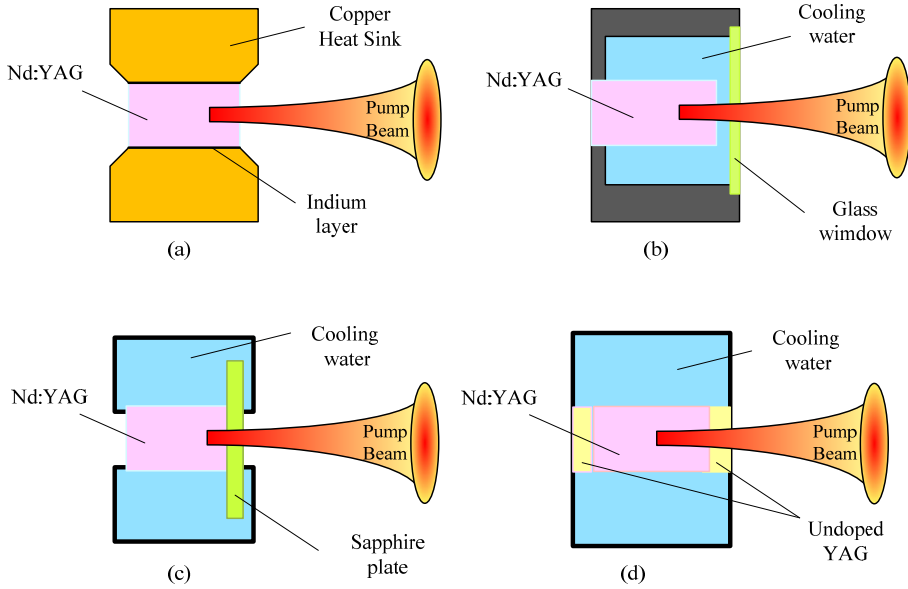 Copper
Heat Sink
Nd:YAG
Pump
Beam
Indium
layer
(a)
Cooling
water
Nd:YAG
Pump
Beam
Glass
wimdow
(b)
Cooling
water
Nd:YAG
Pump
Beam
Sapphire
plate
(c)
Cooling
water
Nd:YAG
Pump
Beam
Undoped
YAG
(d)